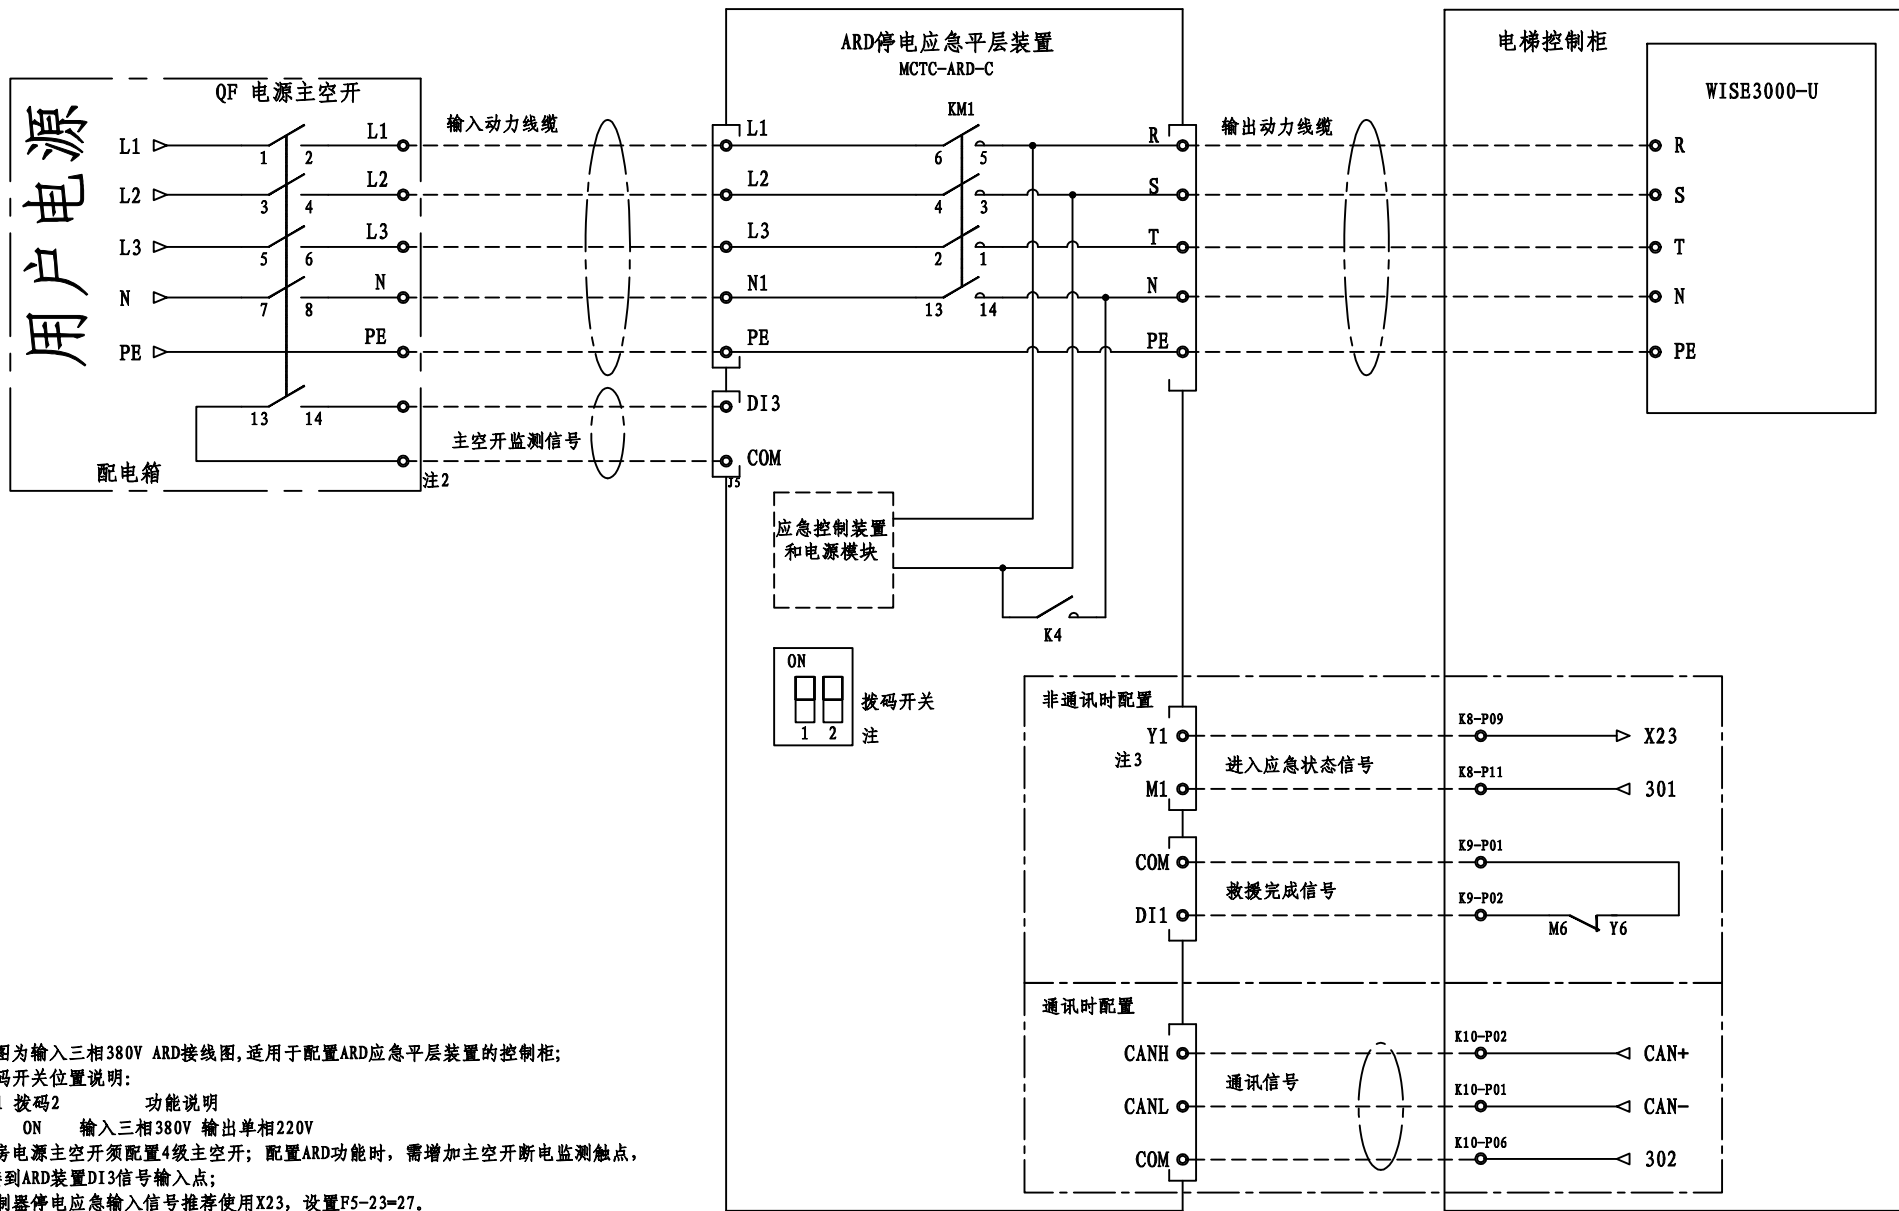 用户电源
QF 电源主空开
L1
1
2
L1
L2
3
4
L2
L3
5
6
L3
N
7
8
N
PE
PE
13
14
配电箱
注2
输入动力线缆
主空开监测信号
ARD停电应急平层装置
MCTC-ARD-C
KM1
L1
6
5
R
L2
4
3
S
L3
2
1
T
N1
13
14
N
PE
PE
DI3
COM
J5
应急控制装置
和电源模块
K4
ON
1 2
拨码开关
注
输出动力线缆
电梯控制柜
WISE3000-U
R
S
T
N
PE
非通讯时配置
Y1
注3
M1
进入应急状态信号
K8-P09
X23
K8-P11
301
COM
DI1
救援完成信号
K9-P01
K9-P02
M6
Y6
通讯时配置
CANH
通讯信号
CANL
COM
K10-P02
CAN+
K10-P01
CAN-
K10-P06
302
图为输入三相380V ARD接线图,适用于配置ARD应急平层装置的控制柜;
码开关位置说明:
1 拨码2 功能说明
ON 输入三相380V 输出单相220V
房电源主空开须配置4级主空开; 配置ARD功能时, 需增加主空开断电监测触点,
到ARD装置DI3信号输入点;
制器停电应急输入信号推荐使用X23, 设置F5-23=27。